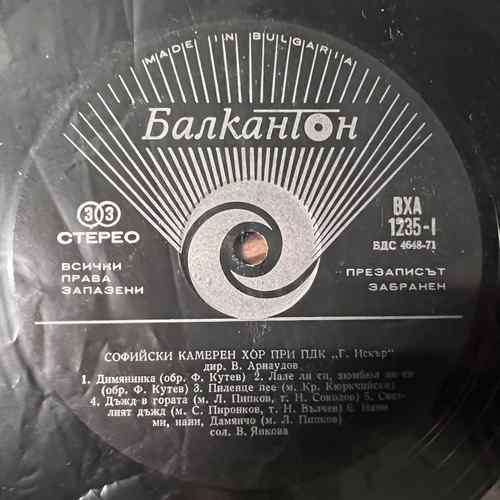 MADE IN BULGARIA
Балкантон
33
СТЕРЕО
ВХА
1235-I
БДС 4648-71
ВСИЧКИ
ПРАВА
ЗАПАЗЕНИ
ПРЕЗАПИСЪТ
ЗАБРАНЕН
СОФИЙСКИ КАМЕРЕН ХОР ПРИ ПДК „Г. Искър"
дир. В. Арнаудов
1. Димянинка (обр. Ф. Кутев) 2. Лале ли си, зюмбюл ли си
(обр. Ф. Кутев) 3. Пиленце пее (м. Кр. Кюркчийски)
4. Дъжд в гората (м. Л. Пипков, т. Н. Соколов) 5. Свет-
лият дъжд (м. С. Пиронков, т. Н. Вълчев) 6. Нани
ми, нани, Дамянчо (м. Л. Пипков)
сол. В. Янкова